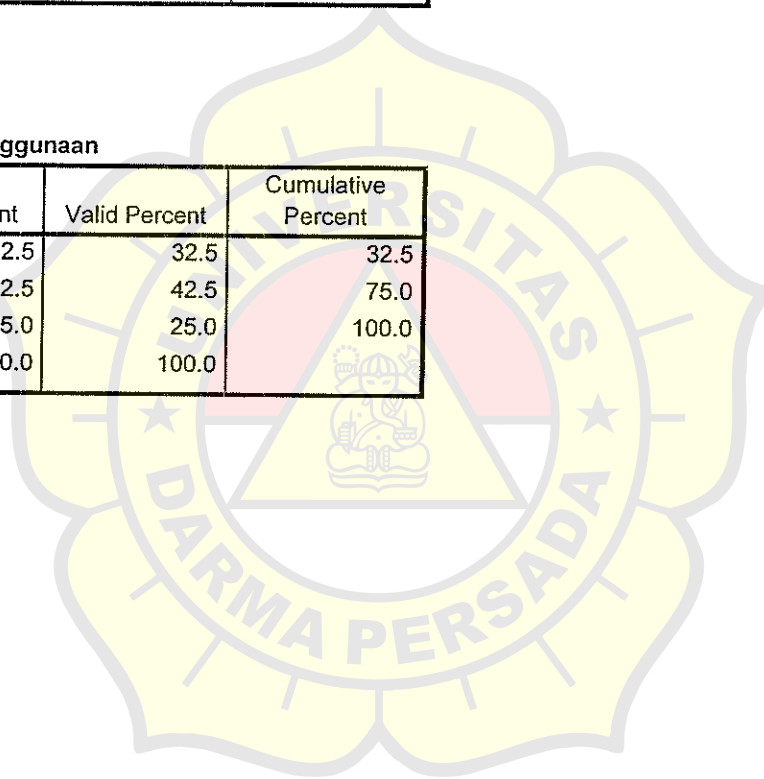 ggunaan
nt Valid Percent Cumulative Percent
2.5 32.5 32.5
2.5 42.5 75.0
5.0 25.0 100.0
0.0 100.0
UNIVERSITAS
DARMA PERSADA